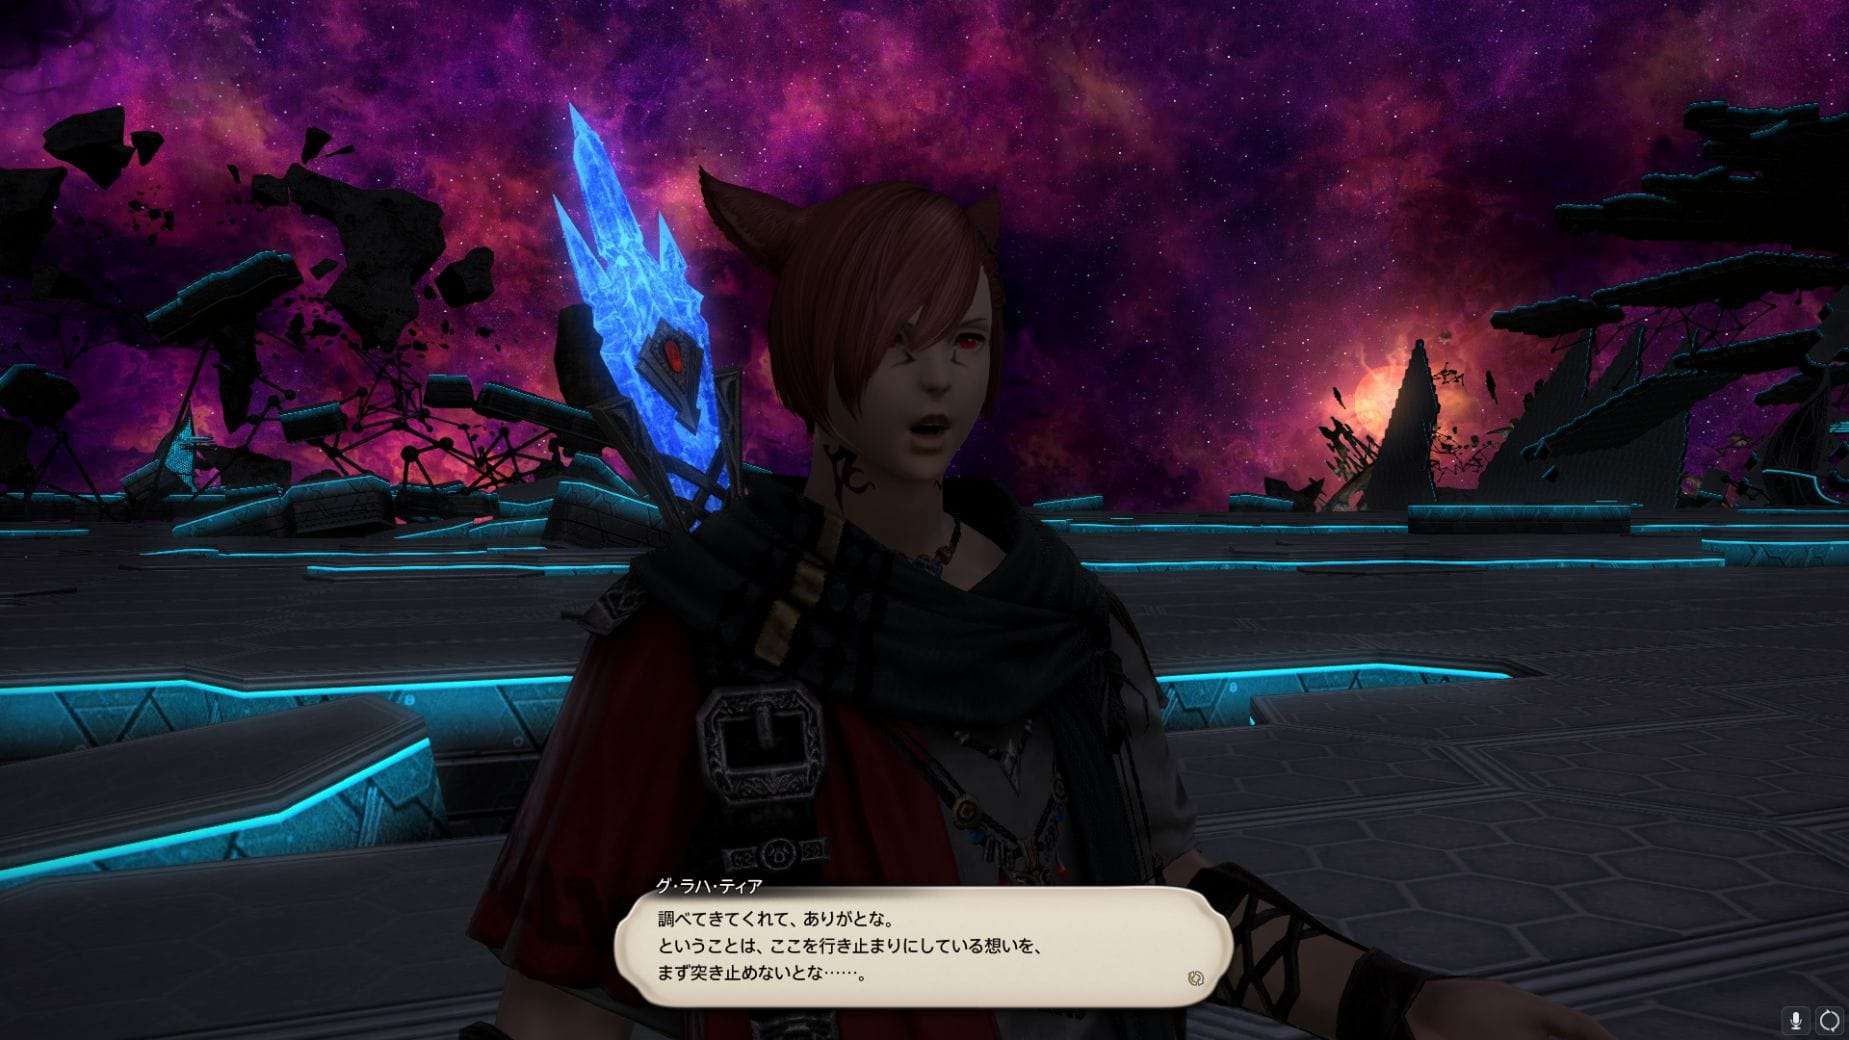 グ・ラハ・ティア
調べてきてくれて、ありがとな。
ということは、ここを行き止まりにしている想いを、
まず突き止めないとな……。